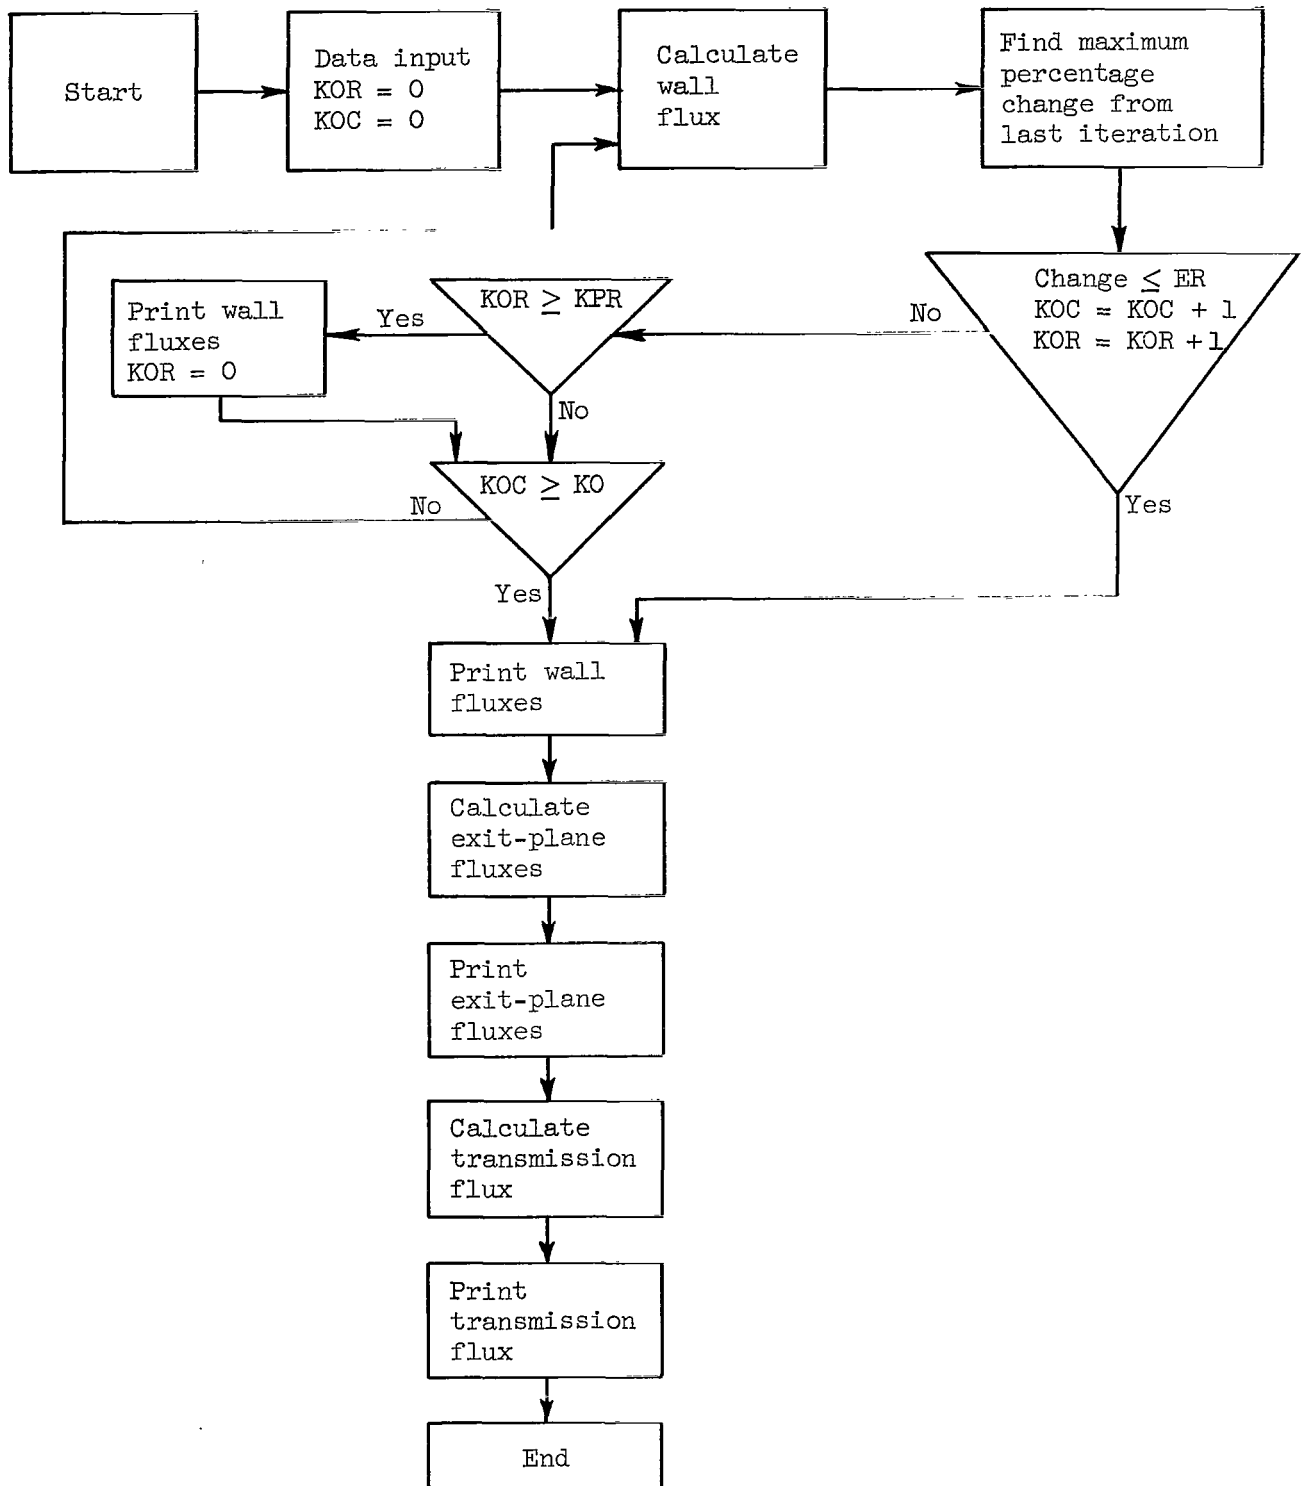 Start
Data input
KOR = 0
KOC = 0
Calculate
wall
flux
Find maximum
percentage
change from
last iteration
Change ≤ ER
KOC = KOC + 1
KOR = KOR + 1
No
Yes
KOR ≥ KPR
Yes
No
Print wall
fluxes
KOR = 0
KOC ≥ KO
No
Yes
Print wall
fluxes
Calculate
exit-plane
fluxes
Print
exit-plane
fluxes
Calculate
transmission
flux
Print
transmission
flux
End